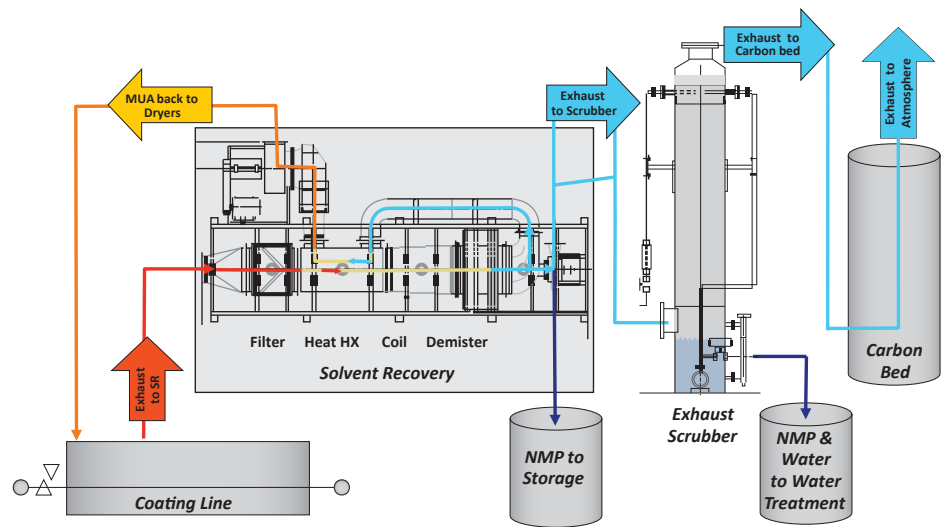 Exhaust to
Carbon bed
Exhaust to
Atmosphere
MUA back to
Dryers
Exhaust
to Scrubber
Exhaust
to SR
Filter Heat HX Coil Demister
Solvent Recovery
Carbon
Bed
Exhaust
Scrubber
Coating Line
NMP to
Storage
NMP &
Water
to Water
Treatment